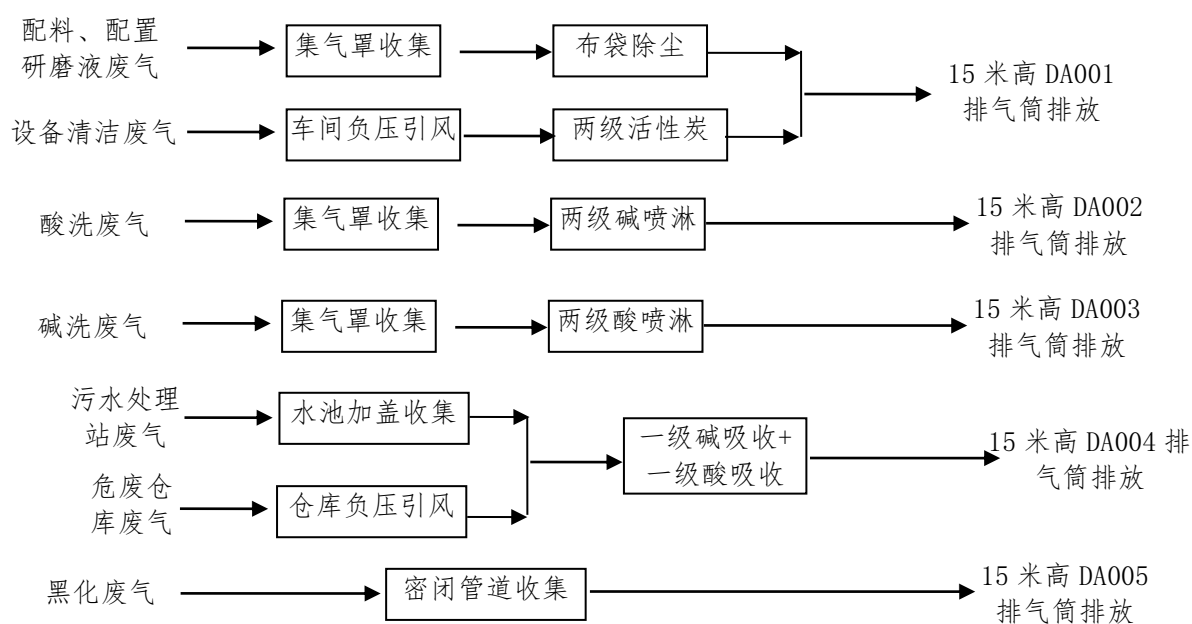 配料、配置
研磨液废气
集气罩收集
布袋除尘
15 米高 DA001
排气筒排放
设备清洁废气
车间负压引风
两级活性炭
酸洗废气
集气罩收集
两级碱喷淋
15 米高 DA002
排气筒排放
碱洗废气
集气罩收集
两级酸喷淋
15 米高 DA003
排气筒排放
污水处理
站废气
水池加盖收集
一级碱吸收+
一级酸吸收
15 米高 DA004 排
气筒排放
危废仓
库废气
仓库负压引风
黑化废气
密闭管道收集
15 米高 DA005
排气筒排放